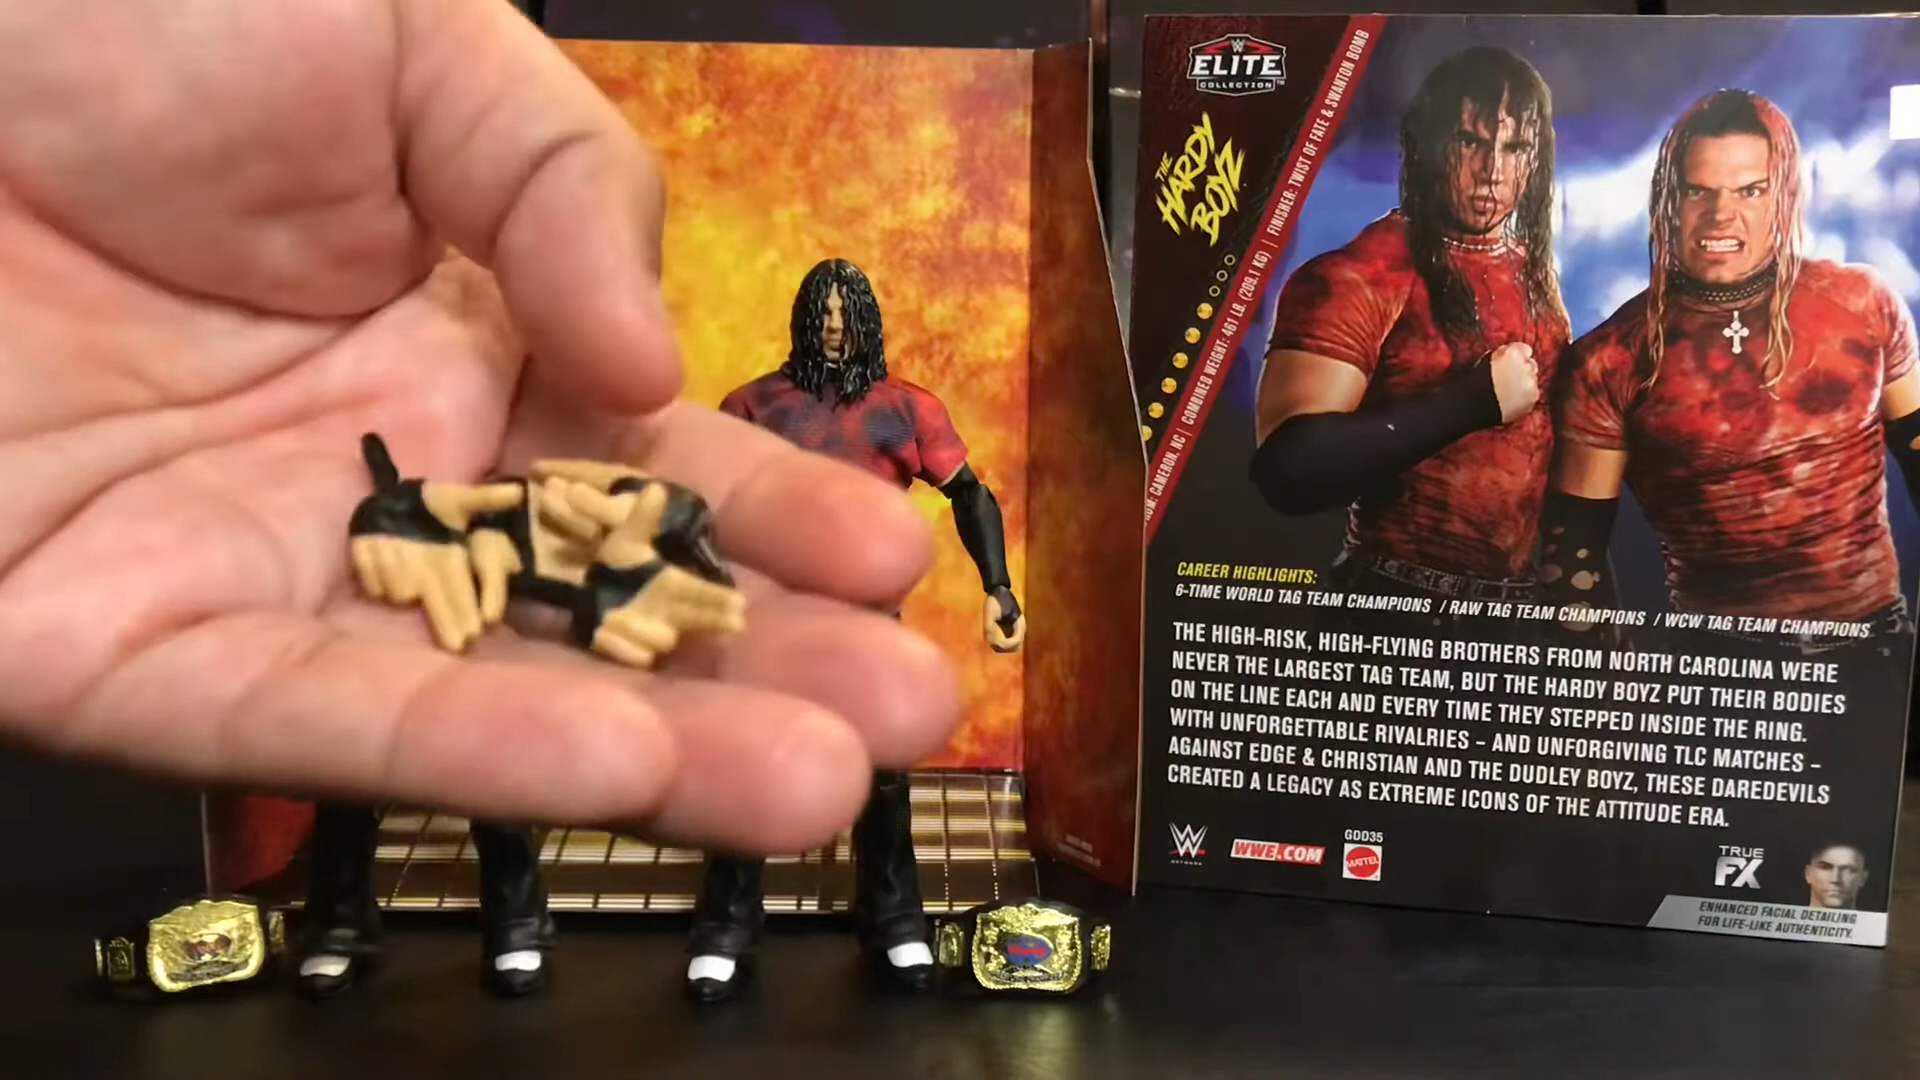 W
ELITE
COLLECTION™
THE
HARDY
BOYZ
CAMERON, NC | COMBINED WEIGHT: 461 LB. (209.1 KG) | FINISHER: TWIST OF FATE & SWANTON BOMB
CAREER HIGHLIGHTS:
6-TIME WORLD TAG TEAM CHAMPIONS / RAW TAG TEAM CHAMPIONS / WCW TAG TEAM CHAMPIONS
THE HIGH-RISK, HIGH-FLYING BROTHERS FROM NORTH CAROLINA WERE
NEVER THE LARGEST TAG TEAM, BUT THE HARDY BOYZ PUT THEIR BODIES
ON THE LINE EACH AND EVERY TIME THEY STEPPED INSIDE THE RING.
WITH UNFORGETTABLE RIVALRIES – AND UNFORGIVING TLC MATCHES –
AGAINST EDGE & CHRISTIAN AND THE DUDLEY BOYZ, THESE DAREDEVILS
CREATED A LEGACY AS EXTREME ICONS OF THE ATTITUDE ERA.
W
NETWORK
WWE.COM
GDD35
MATTEL
TRUE
FX
ENHANCED FACIAL DETAILING
FOR LIFE-LIKE AUTHENTICITY.